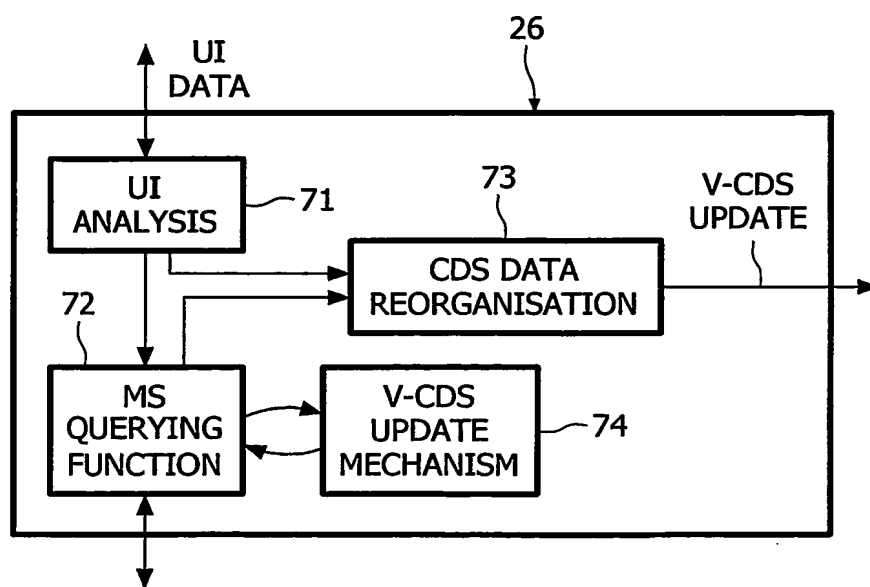 26
UI
DATA
UI
ANALYSIS
71
73
V-CDS
UPDATE
CDS DATA
REORGANISATION
72
MS
QUERYING
FUNCTION
V-CDS
UPDATE
MECHANISM
74